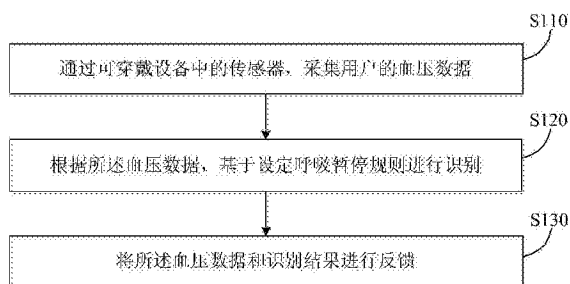 S110
通过可穿戴设备中的传感器，采集用户的血压数据
S120
根据所述血压数据，基于设定呼吸暂停规则进行识别
S130
将所述血压数据和识别结果进行反馈